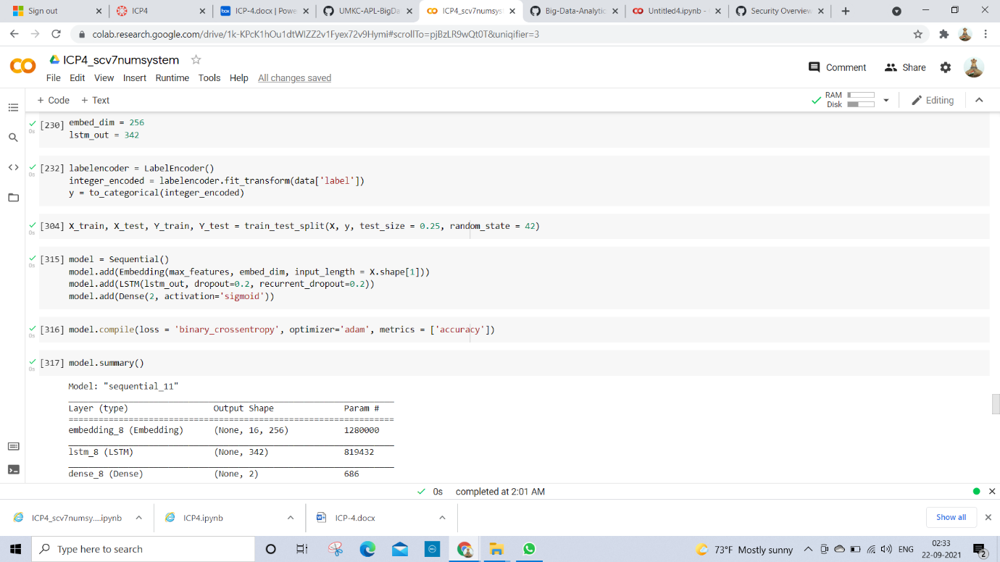 Sign out
ICP4
ICP-4.docx | Powe
UMKC-APL-BigDa
ICP4_scv7numsys
Big-Data-Analytic
Untitled4.ipynb -
Security Overview
colab.research.google.com/drive/1k-KPcK1hOu1dtWIZZ2v1Fyex72v9Hymi#scrollTo=pjBzLR9wQt0T&uniqifier=3
ICP4_scv7numsystem
File Edit View Insert Runtime Tools Help All changes saved
Comment
Share
+ Code + Text
RAM
Disk
Editing
0s
[230] embed_dim = 256
lstm_out = 342
0s
[232] labelencoder = LabelEncoder()
integer_encoded = labelencoder.fit_transform(data['label'])
y = to_categorical(integer_encoded)
0s
[304] X_train, X_test, Y_train, Y_test = train_test_split(X, y, test_size = 0.25, random_state = 42)
0s
[315] model = Sequential()
model.add(Embedding(max_features, embed_dim, input_length = X.shape[1]))
model.add(LSTM(lstm_out, dropout=0.2, recurrent_dropout=0.2))
model.add(Dense(2, activation='sigmoid'))
0s
[316] model.compile(loss = 'binary_crossentropy', optimizer='adam', metrics = ['accuracy'])
0s
[317] model.summary()
0s
Model: "sequential_11"
Layer (type) Output Shape Param #
=================================================================
embedding_8 (Embedding) (None, 16, 256) 1280000
lstm_8 (LSTM) (None, 342) 819432
dense_8 (Dense) (None, 2) 686
0s completed at 2:01 AM
ICP4_scv7numsy....ipynb
ICP4.ipynb
ICP-4.docx
Show all
Type here to search
73°F Mostly sunny
ENG
02:33
22-09-2021
2